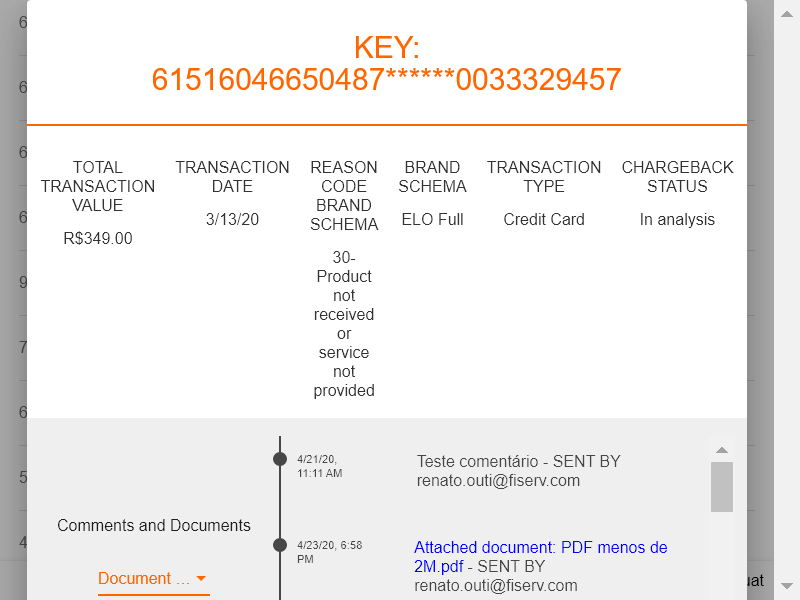 KEY:
61516046650487******0033329457
TOTAL
TRANSACTION
VALUE
R$349.00
TRANSACTION
DATE
3/13/20
REASON
CODE
BRAND
SCHEMA
30-
Product
not
received
or
service
not
provided
BRAND
SCHEMA
ELO Full
TRANSACTION
TYPE
Credit Card
CHARGEBACK
STATUS
In analysis
Comments and Documents
Document ...
4/21/20,
11:11 AM
Teste comentário - SENT BY
renato.outi@fiserv.com
4/23/20, 6:58
PM
Attached document: PDF menos de
2M.pdf - SENT BY
renato.outi@fiserv.com
6
6
6
6
9
7
6
5
4